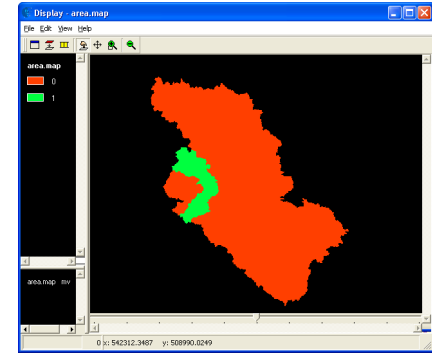 Display - area.map
File Edit View Help
area.map
0
1
area.map mv
0 x: 542312.3487 y: 508990.0249